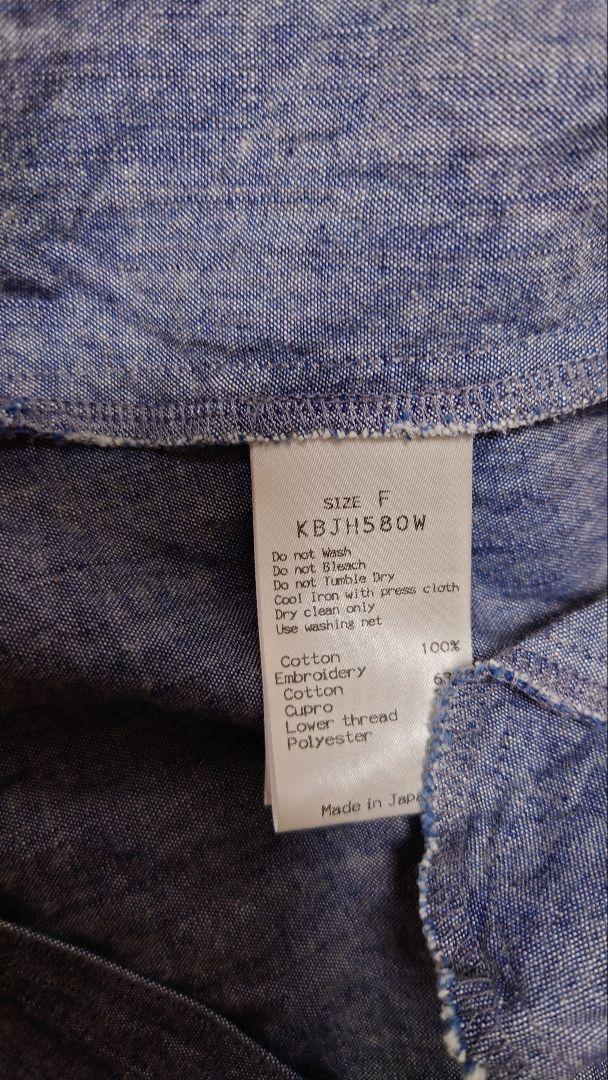 SIZE F
KBJH580W
Do not Wash
Do not Bleach
Do not Tumble Dry
Cool Iron with press cloth
Dry clean only
Use washing net
Cotton 100%
Embroidery
Cotton
Cupro
Lower thread
Polyester
Made in